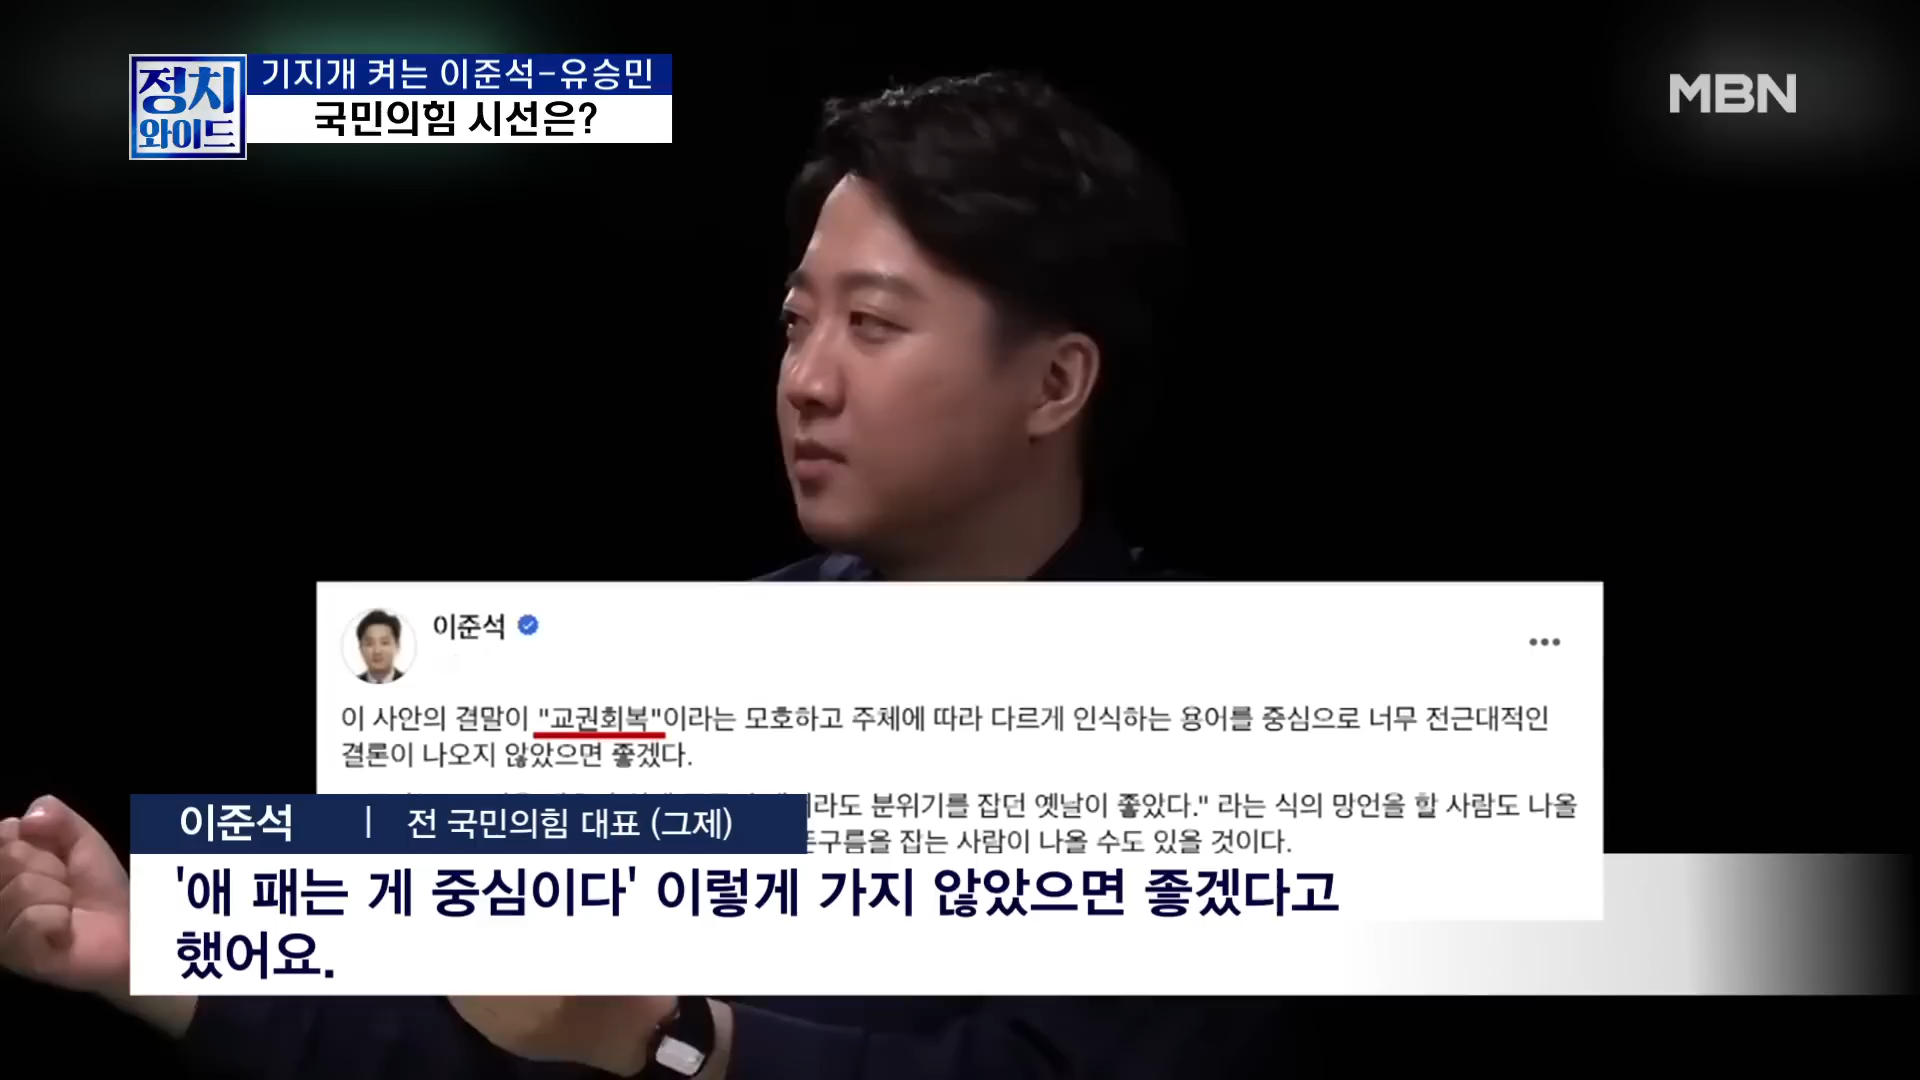 정치
와이드
기지개 켜는 이준석-유승민
국민의힘 시선은?
MBN
이준석
이 사안의 결말이 "교권회복"이라는 모호하고 주체에 따라 다르게 인식하는 용어를 중심으로 너무 전근대적인
결론이 나오지 않았으면 좋겠다.
라도 분위기를 잡던 옛날이 좋았다." 라는 식의 망언을 할 사람도 나올
뜬구름을 잡는 사람이 나올 수도 있을 것이다.
이준석 | 전 국민의힘 대표 (그제)
'애 패는 게 중심이다' 이렇게 가지 않았으면 좋겠다고
했어요.